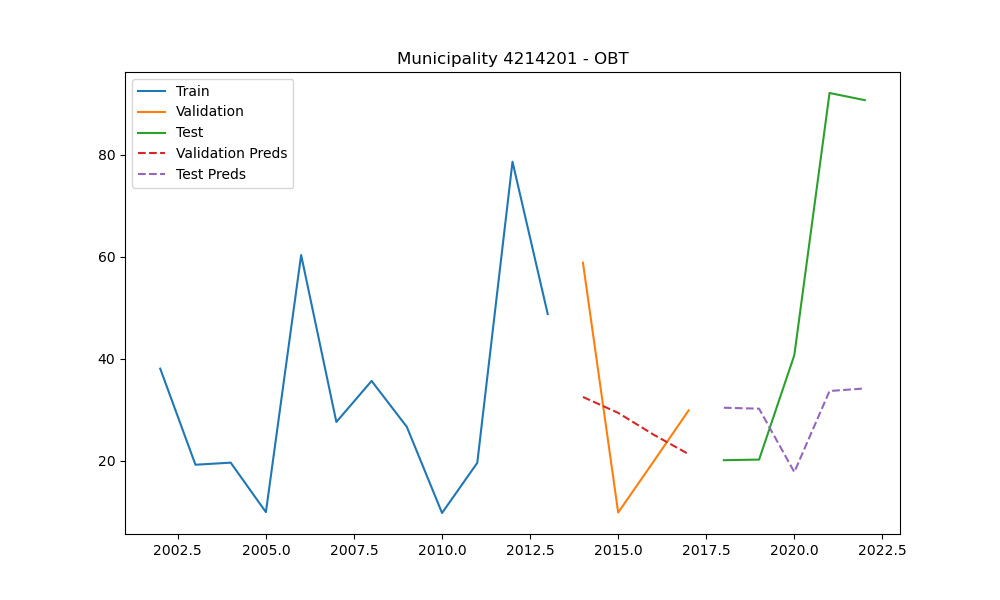 Municipality 4214201 - OBT
Train
Validation
Test
Validation Preds
Test Preds
80
60
40
20
2002.5 2005.0 2007.5 2010.0 2012.5 2015.0 2017.5 2020.0 2022.5